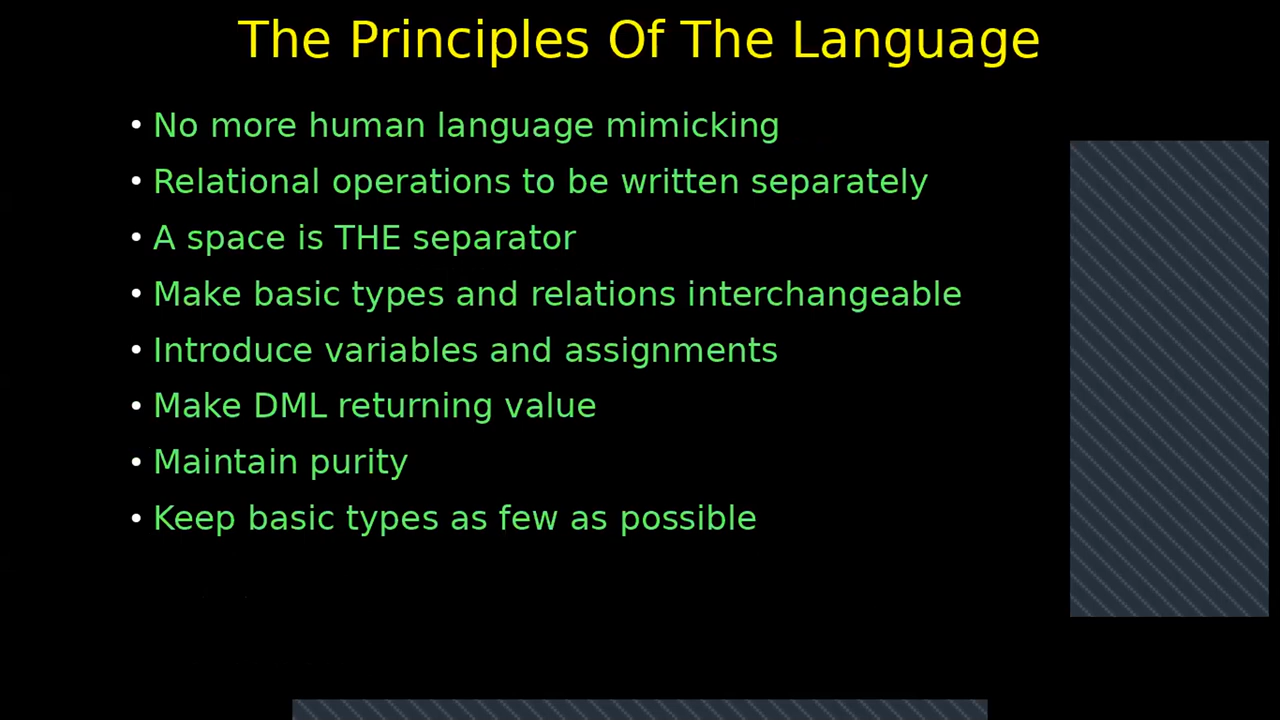 The Principles Of The Language
• No more human language mimicking
• Relational operations to be written separately
• A space is THE separator
• Make basic types and relations interchangeable
• Introduce variables and assignments
• Make DML returning value
• Maintain purity
• Keep basic types as few as possible